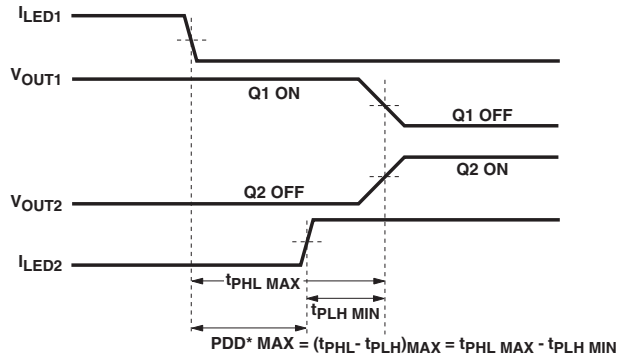 ILED1
VOUT1
Q1 ON
Q1 OFF
Q2 ON
Q2 OFF
VOUT2
ILED2
tPHL MAX
tPLH MIN
PDD* MAX = (tPHL- tPLH)MAX = tPHL MAX - tPLH MIN